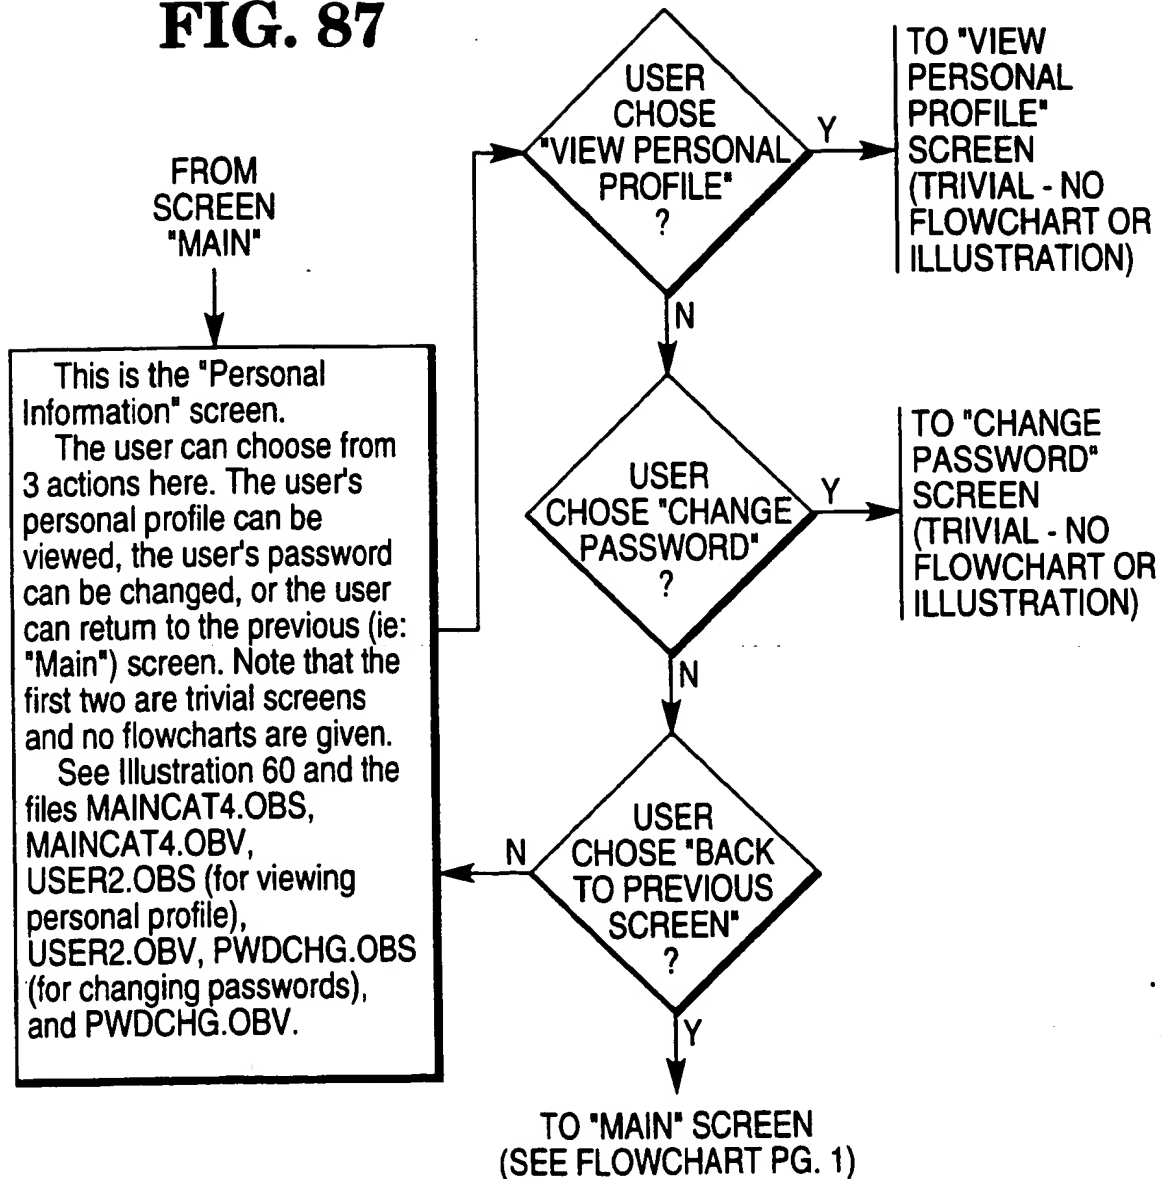 FIG. 87
FROM
SCREEN
"MAIN"
This is the "Personal
Information" screen.
The user can choose from
3 actions here. The user's
personal profile can be
viewed, the user's password
can be changed, or the user
can return to the previous (ie:
"Main") screen. Note that the
first two are trivial screens
and no flowcharts are given.
See Illustration 60 and the
files MAINCAT4.OBS,
MAINCAT4.OBV,
USER2.OBS (for viewing
personal profile),
USER2.OBV, PWDCHG.OBS
(for changing passwords),
and PWDCHG.OBV.
USER
CHOSE
"VIEW PERSONAL
PROFILE"
?
Y
TO "VIEW
PERSONAL
PROFILE"
SCREEN
(TRIVIAL - NO
FLOWCHART OR
ILLUSTRATION)
N
USER
CHOSE "CHANGE
PASSWORD"
?
Y
TO "CHANGE
PASSWORD"
SCREEN
(TRIVIAL - NO
FLOWCHART OR
ILLUSTRATION)
N
USER
CHOSE "BACK
TO PREVIOUS
SCREEN"
?
N
Y
TO "MAIN" SCREEN
(SEE FLOWCHART PG. 1)